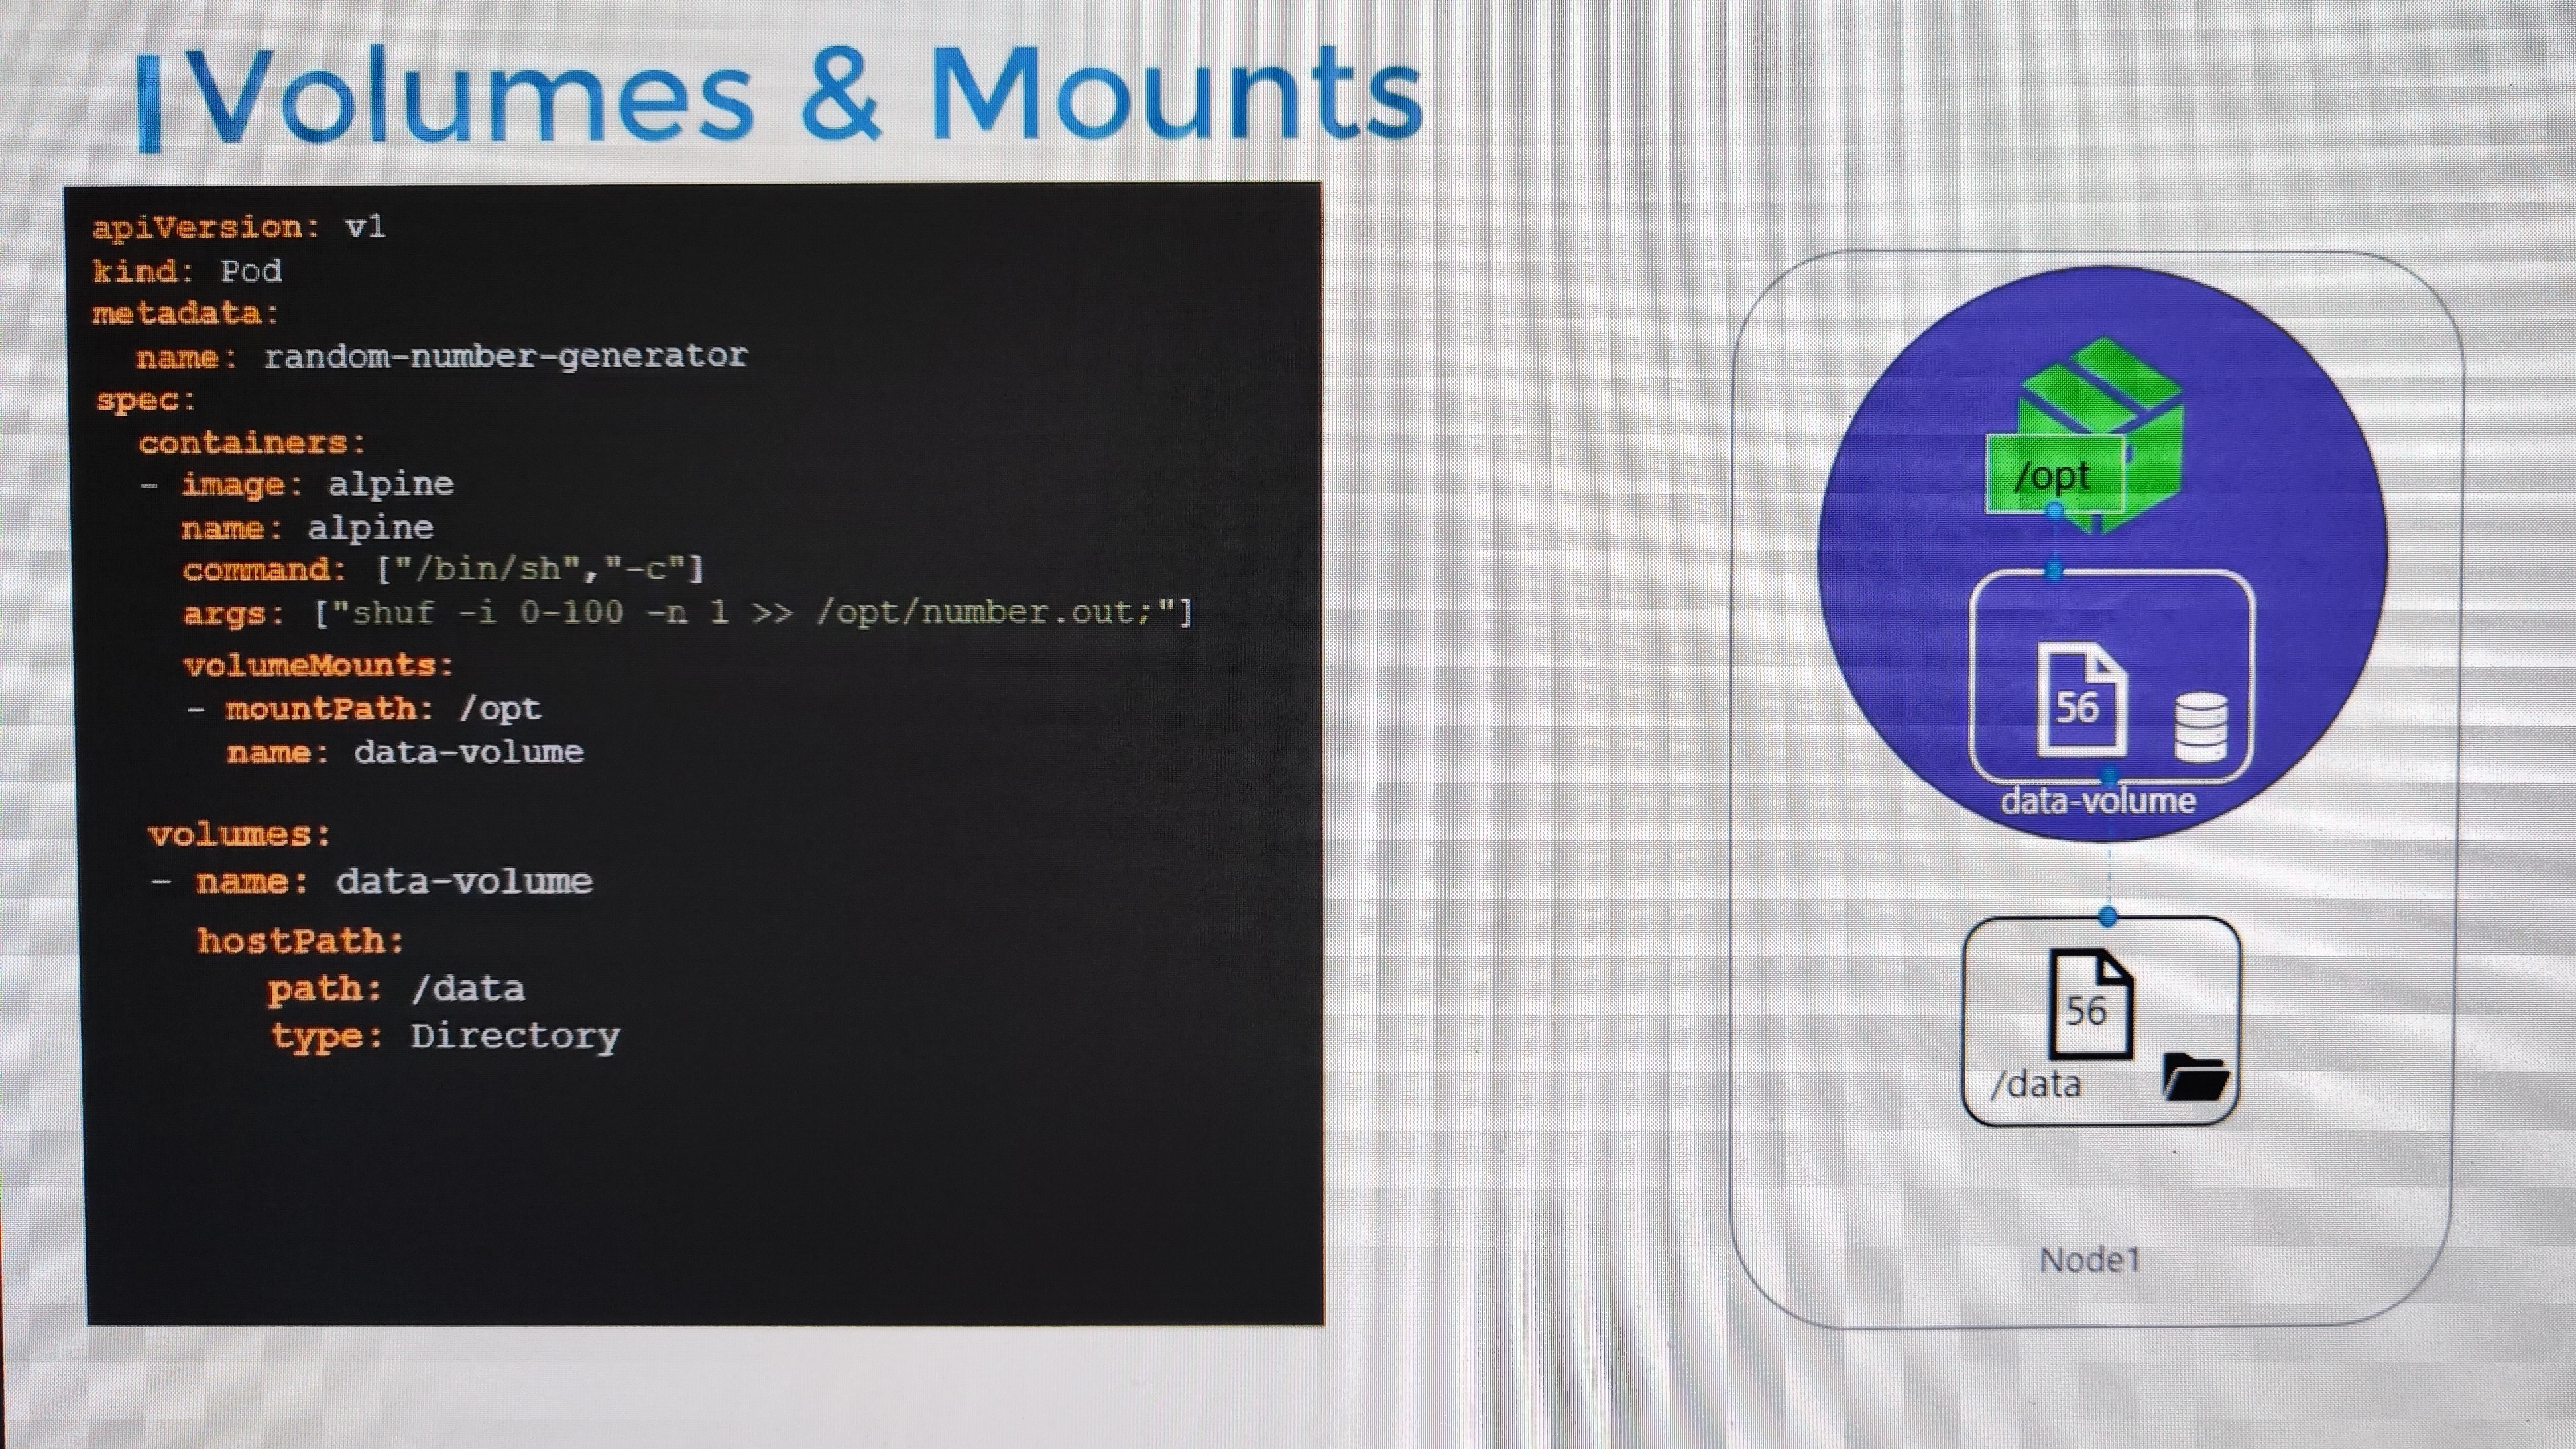 Volumes & Mounts
apiVersion: v1
kind: Pod
metadata:
  name: random-number-generator
spec:
  containers:
  - image: alpine
    name: alpine
    command: ["/bin/sh","-c"]
    args: ["shuf -i 0-100 -n 1 >> /opt/number.out;"]
    volumeMounts:
    - mountPath: /opt
      name: data-volume
  volumes:
  - name: data-volume
    hostPath:
        path: /data
        type: Directory
/opt
56
data-volume
56
/data
Node1